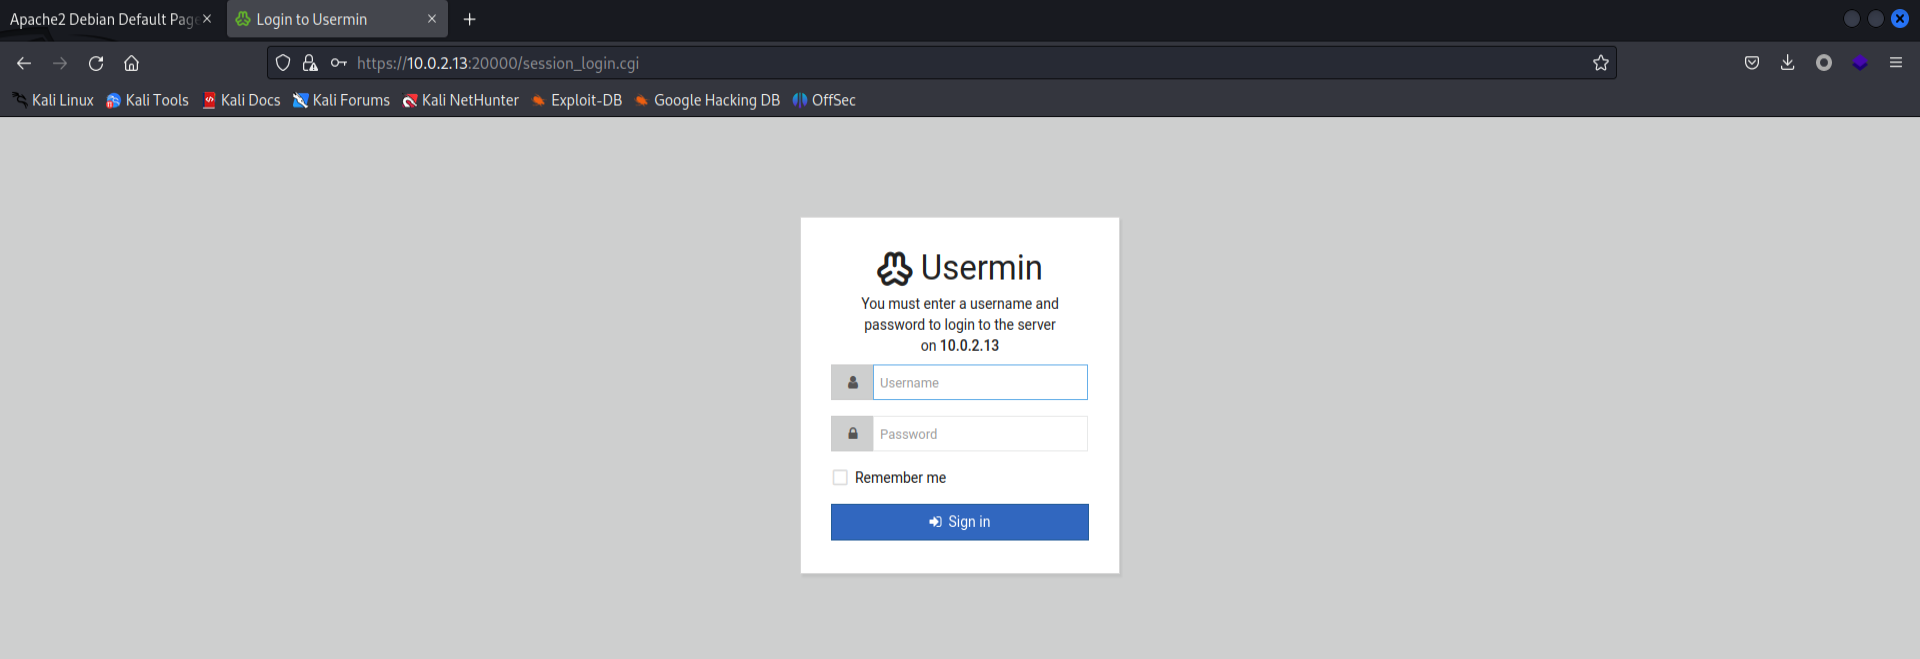 Apache2 Debian Default Pag
Login to Usermin
https://10.0.2.13:20000/session_login.cgi
Kali Linux Kali Tools Kali Docs Kali Forums Kali NetHunter Exploit-DB Google Hacking DB OffSec
Usermin
You must enter a username and
password to login to the server
on 10.0.2.13
Username
Password
Remember me
Sign in